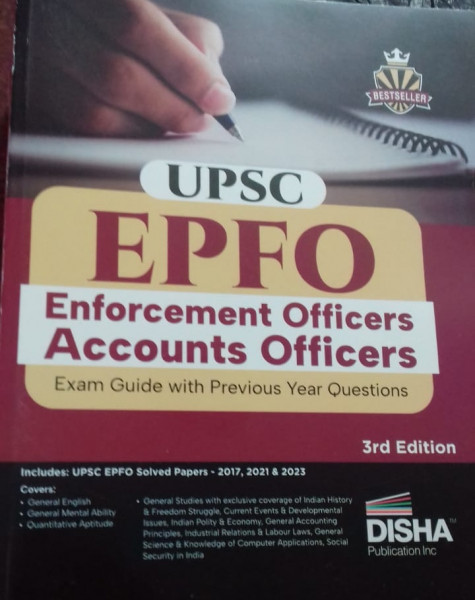 BESTSELLER
UPSC
EPFO
Enforcement Officers
Accounts Officers
Exam Guide with Previous Year Questions
3rd Edition
Includes: UPSC EPFO Solved Papers - 2017, 2021 & 2023
Covers:
• General English
• General Mental Ability
• Quantitative Aptitude
• General Studies with exclusive coverage of Indian History
& Freedom Struggle, Current Events & Developmental
Issues, Indian Polity & Economy, General Accounting
Principles, Industrial Relations & Labour Laws, General
Science & Knowledge of Computer Applications, Social
Security in India
DISHA™
Publication Inc